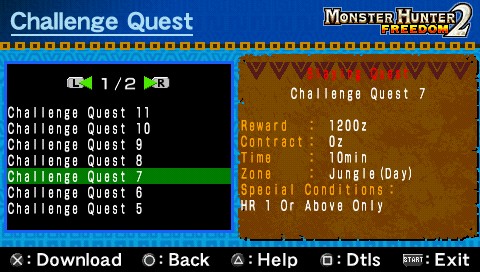 Challenge Quest
MONSTER HUNTER
FREEDOM 2
L 1/2 R
Challenge Quest 11
Challenge Quest 10
Challenge Quest 9
Challenge Quest 8
Challenge Quest 7
Challenge Quest 6
Challenge Quest 5
Challenge Quest 7
Reward : 1200z
Contract: 0z
Time : 10min
Zone : Jungle(Day)
Special Conditions:
HR 1 Or Above Only
:Download :Back :Help :Dtls START:Exit